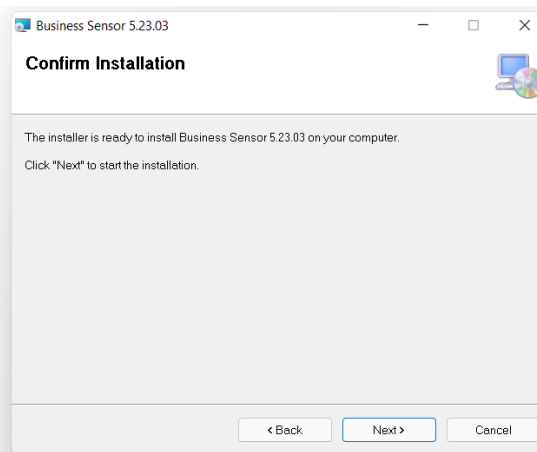 Business Sensor 5.23.03
Confirm Installation
The installer is ready to install Business Sensor 5.23.03 on your computer.
Click "Next" to start the installation.
< Back
Next >
Cancel